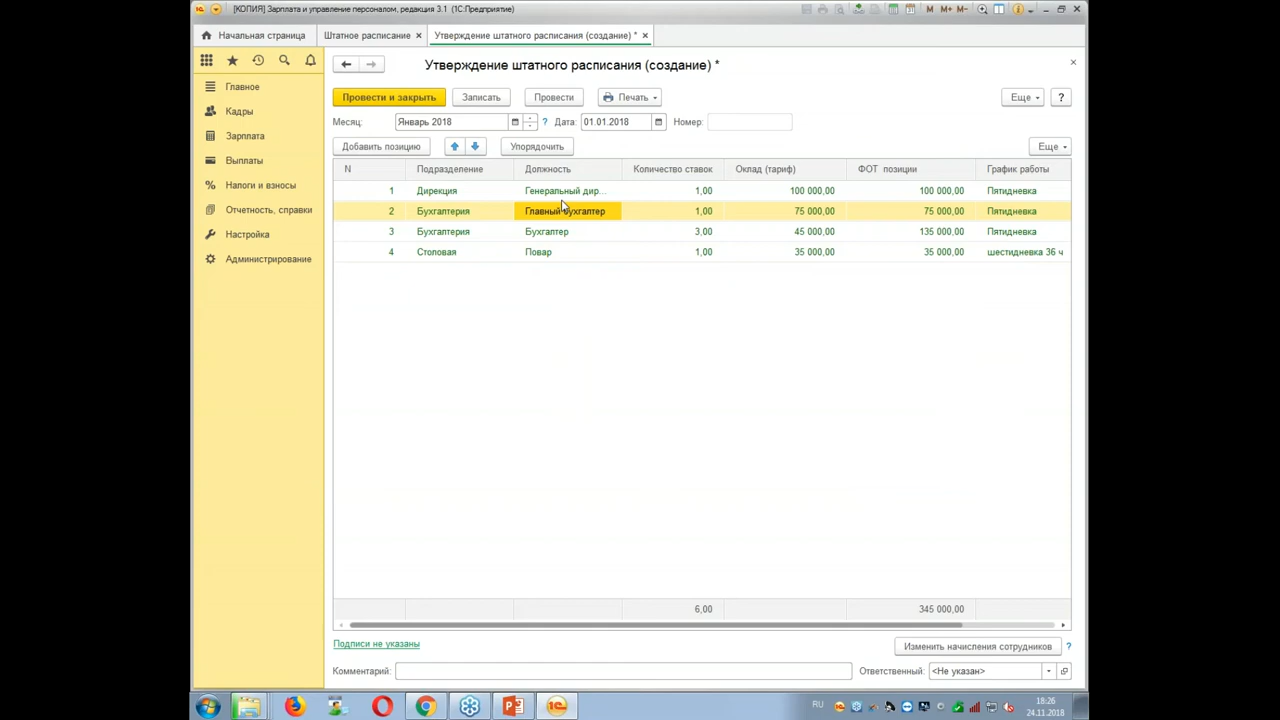 [КОПИЯ] Зарплата и управление персоналом, редакция 3.1 (1С:Предприятие)
M M+ M-
Начальная страница Штатное расписание × Утверждение штатного расписания (создание) * ×
Утверждение штатного расписания (создание) *
Главное
Кадры
Зарплата
Выплаты
Налоги и взносы
Отчетность, справки
Настройка
Администрирование
Провести и закрыть Записать Провести Печать Еще ?
Месяц: Январь 2018 ? Дата: 01.01.2018 Номер:
Добавить позицию Упорядочить Еще
N Подразделение Должность Количество ставок Оклад (тариф) ФОТ позиции График работы
1 Дирекция Генеральный дир... 1,00 100 000,00 100 000,00 Пятидневка
2 Бухгалтерия Главный бухгалтер 1,00 75 000,00 75 000,00 Пятидневка
3 Бухгалтерия Бухгалтер 3,00 45 000,00 135 000,00 Пятидневка
4 Столовая Повар 1,00 35 000,00 35 000,00 шестидневка 36 ч
6,00 345 000,00
Подписи не указаны Изменить начисления сотрудников ?
Комментарий: Ответственный: <Не указан>
RU 18:26
24.11.2018